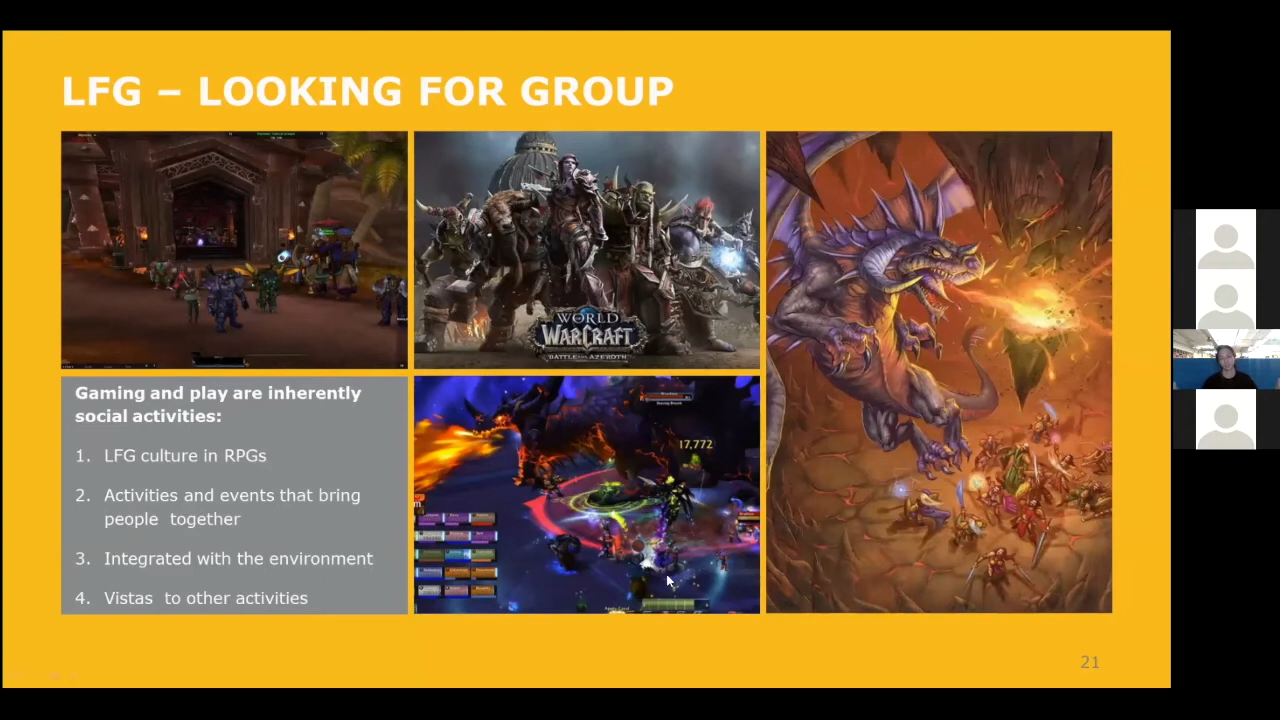 LFG – LOOKING FOR GROUP
WORLD
WARCRAFT
BATTLE FOR AZEROTH
17,772
Gaming and play are inherently
social activities:
1. LFG culture in RPGs
2. Activities and events that bring
people together
3. Integrated with the environment
4. Vistas to other activities
21